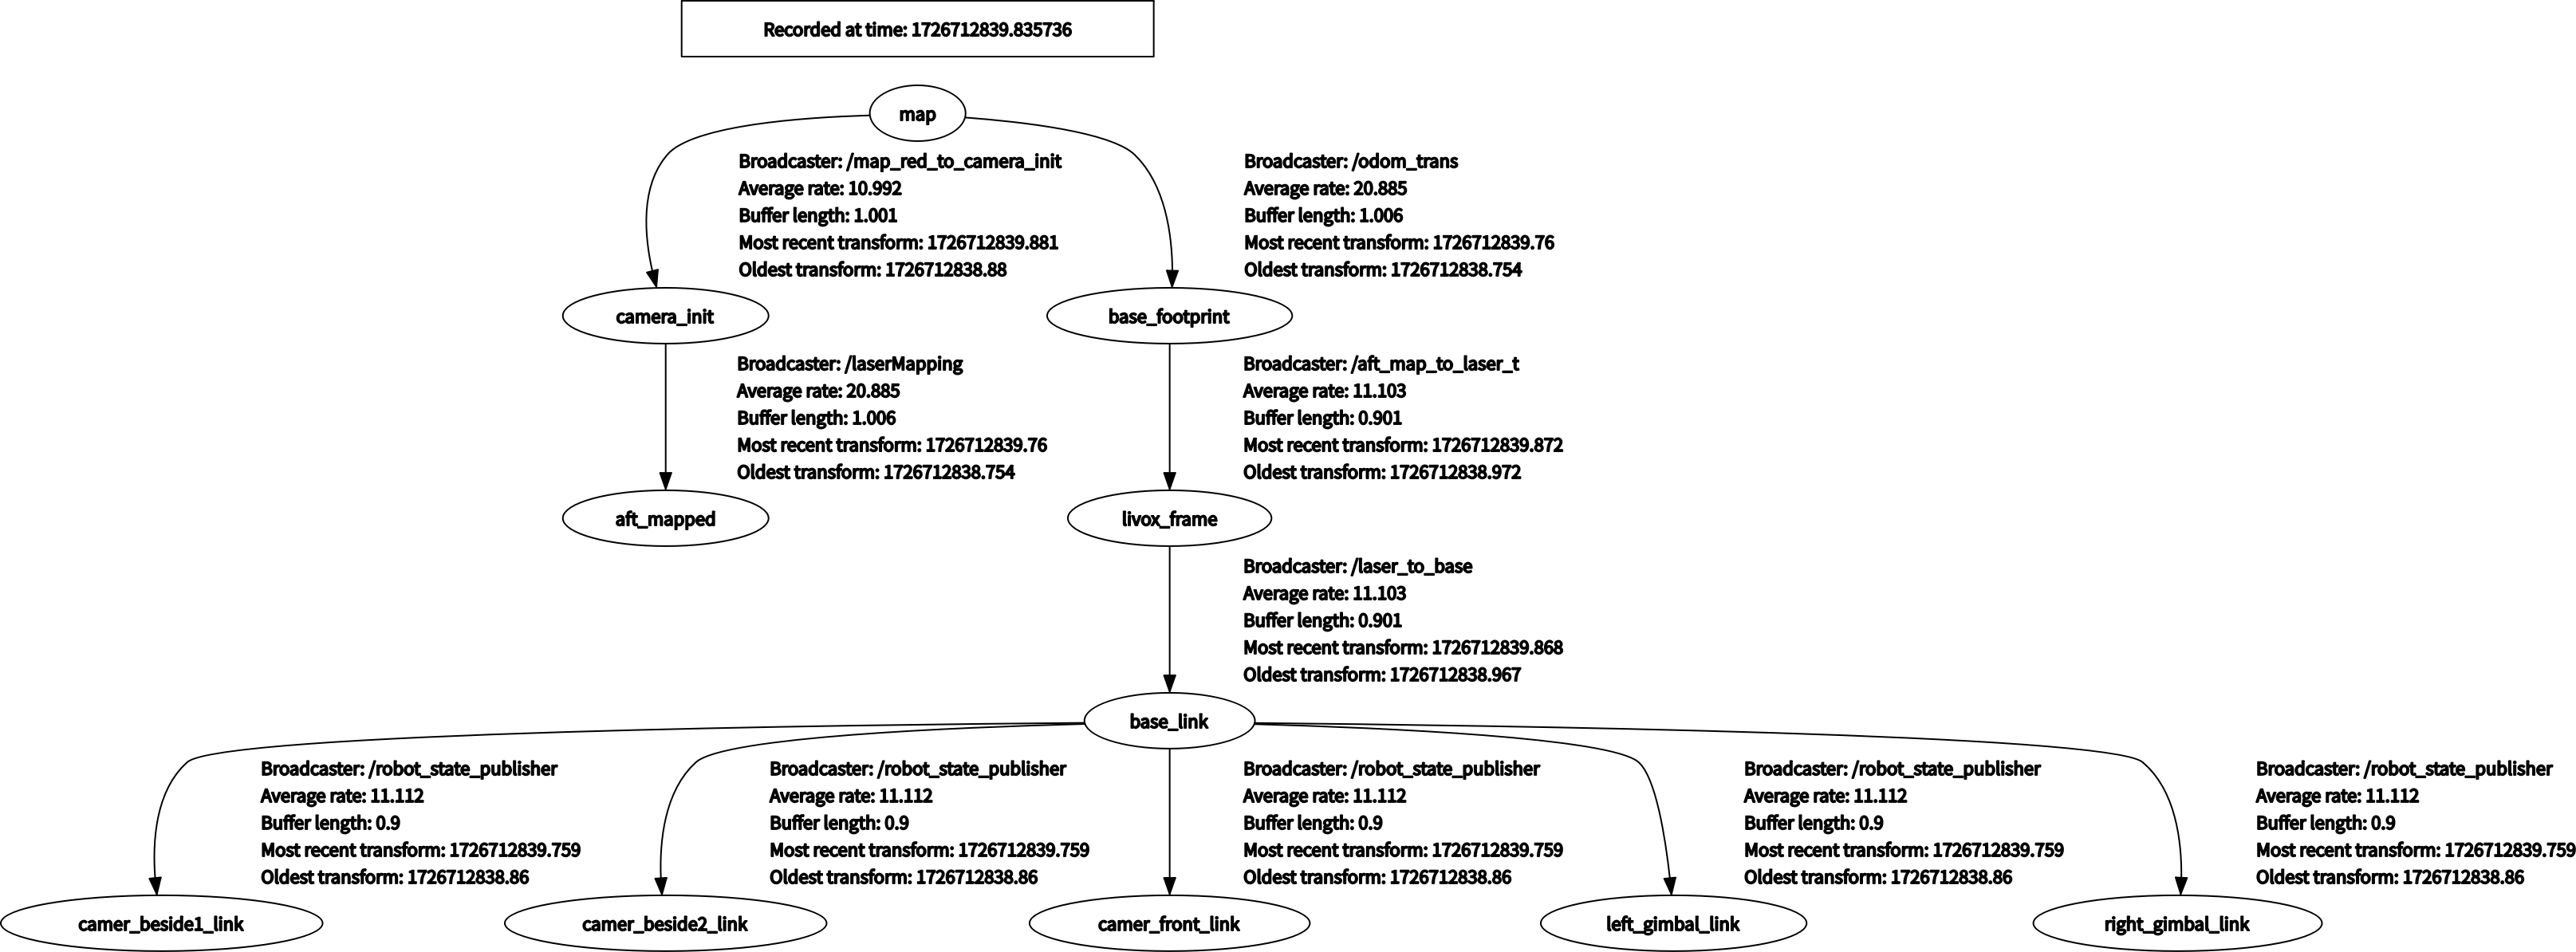 Recorded at time: 1726712839.835736
map
Broadcaster: /map_red_to_camera_init
Average rate: 10.992
Buffer length: 1.001
Most recent transform: 1726712839.881
Oldest transform: 1726712838.88
Broadcaster: /odom_trans
Average rate: 20.885
Buffer length: 1.006
Most recent transform: 1726712839.76
Oldest transform: 1726712838.754
camera_init
base_footprint
Broadcaster: /laserMapping
Average rate: 20.885
Buffer length: 1.006
Most recent transform: 1726712839.76
Oldest transform: 1726712838.754
Broadcaster: /aft_map_to_laser_t
Average rate: 11.103
Buffer length: 0.901
Most recent transform: 1726712839.872
Oldest transform: 1726712838.972
aft_mapped
livox_frame
Broadcaster: /laser_to_base
Average rate: 11.103
Buffer length: 0.901
Most recent transform: 1726712839.868
Oldest transform: 1726712838.967
base_link
Broadcaster: /robot_state_publisher
Average rate: 11.112
Buffer length: 0.9
Most recent transform: 1726712839.759
Oldest transform: 1726712838.86
Broadcaster: /robot_state_publisher
Average rate: 11.112
Buffer length: 0.9
Most recent transform: 1726712839.759
Oldest transform: 1726712838.86
Broadcaster: /robot_state_publisher
Average rate: 11.112
Buffer length: 0.9
Most recent transform: 1726712839.759
Oldest transform: 1726712838.86
Broadcaster: /robot_state_publisher
Average rate: 11.112
Buffer length: 0.9
Most recent transform: 1726712839.759
Oldest transform: 1726712838.86
Broadcaster: /robot_state_publisher
Average rate: 11.112
Buffer length: 0.9
Most recent transform: 1726712839.759
Oldest transform: 1726712838.86
camer_beside1_link
camer_beside2_link
camer_front_link
left_gimbal_link
right_gimbal_link